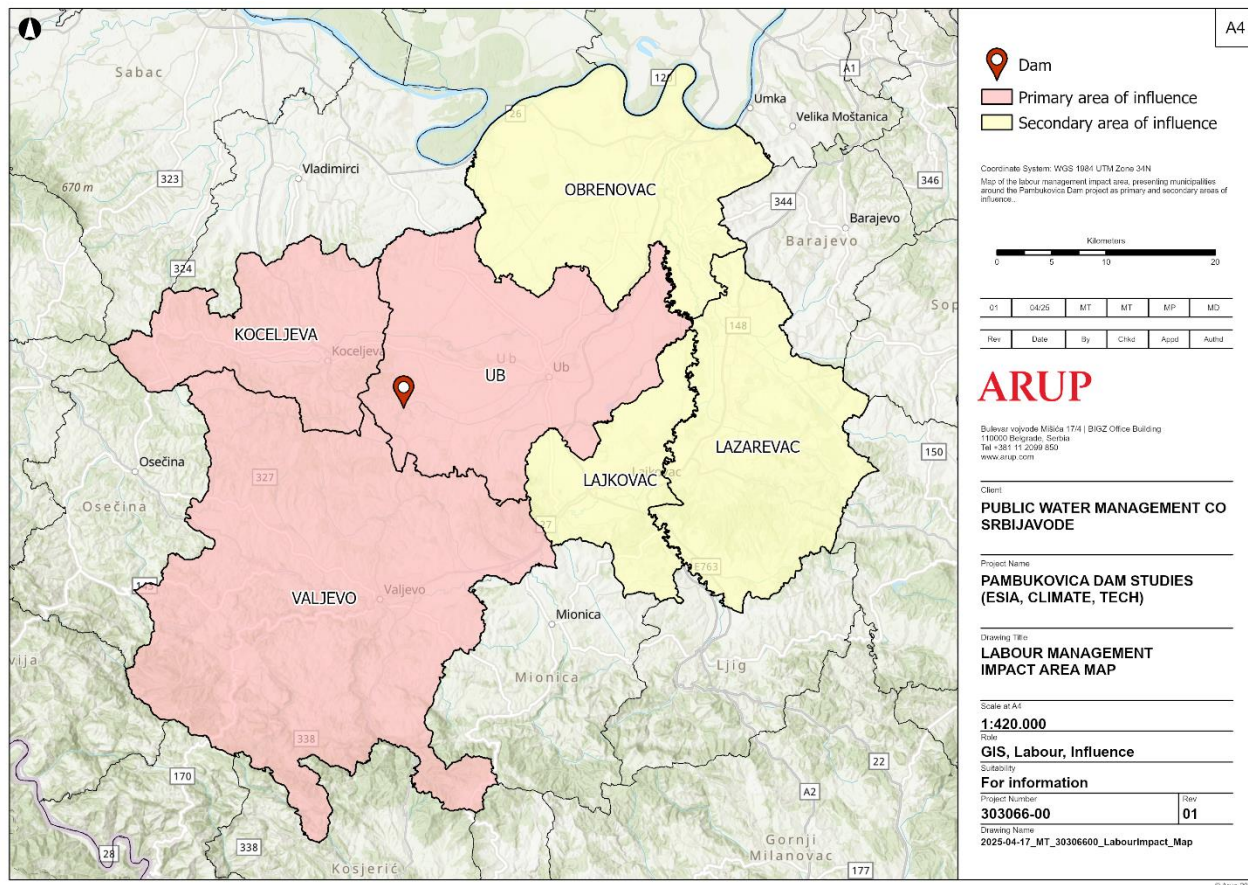 A4
Dam
Primary area of influence
Secondary area of influence
Coordinate System: WGS 1984 UTM Zone 34N
Map of the labour management impact area, presenting municipalities
around the Pambukovica Dam project as primary and secondary areas of
influence..
Kilometers
0 5 10 20
01 04/25 MT MT MP MD
Rev Date By Chkd Appd Authd
ARUP
Bulevar vojvode Mišića 17/4 | BIGZ Office Building
110000 Belgrade, Serbia
Tel +381 11 2099 850
www.arup.com
Client
PUBLIC WATER MANAGEMENT CO
SRBIJAVODE
Project Name
PAMBUKOVICA DAM STUDIES
(ESIA, CLIMATE, TECH)
Drawing Title
LABOUR MANAGEMENT
IMPACT AREA MAP
Scale at A4
1:420.000
Role
GIS, Labour, Influence
Suitability
For information
Project Number
303066-00
Rev
01
Drawing Name
2025-04-17_MT_30306600_LabourImpact_Map
Sabac
26
120
A1
Umka
Velika Moštanica
Vladimirci
323
670 m
OBRENOVAC
346
344
Barajevo
Barajevo
324
KOCELJEVA
Koceljeva
148
Ub
UB
Ub
LAZAREVAC
150
Osečina
327
Osečina
LAJKOVAC
Lajkovac
27
E763
VALJEVO
Valjevo
Mionica
Mionica
Ljig
338
170
22
A2
28
338
Kosjerić
Gornji
Milanovac
177